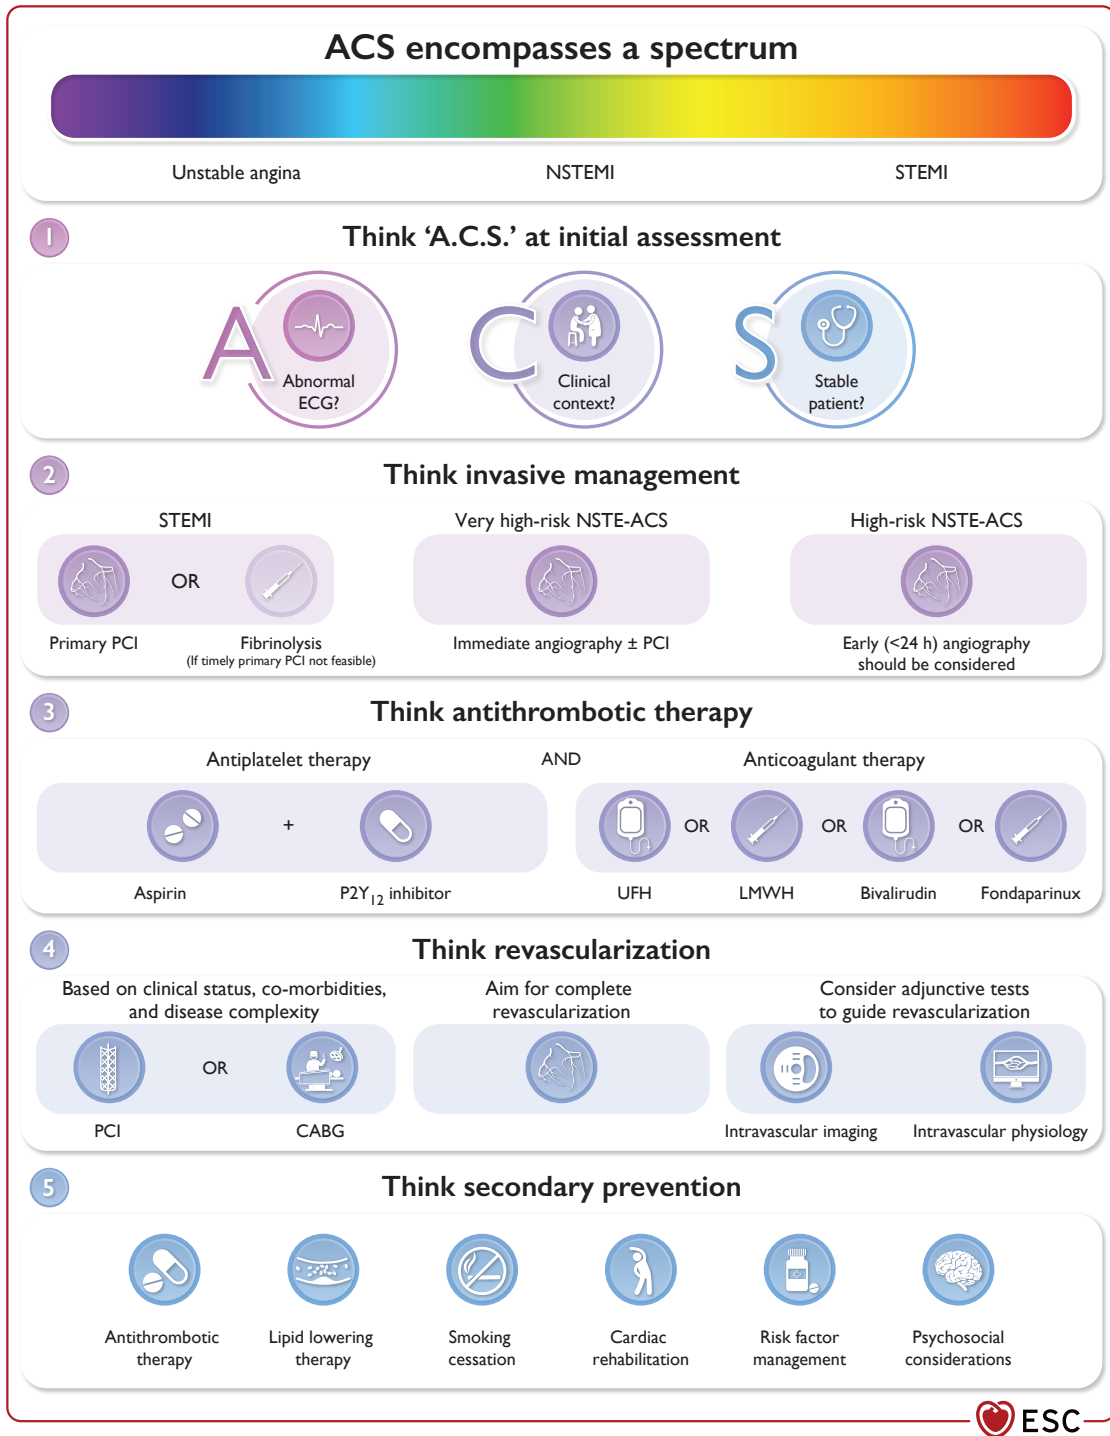 ACS encompasses a spectrum
Unstable angina
NSTEMI
STEMI
1
Think ‘A.C.S.’ at initial assessment
A
Abnormal
ECG?
C
Clinical
context?
S
Stable
patient?
2
Think invasive management
STEMI
OR
Primary PCI
Fibrinolysis
(If timely primary PCI not feasible)
Very high-risk NSTE-ACS
Immediate angiography ± PCI
High-risk NSTE-ACS
Early (<24 h) angiography
should be considered
3
Think antithrombotic therapy
Antiplatelet therapy
AND
Anticoagulant therapy
+
Aspirin
P2Y12 inhibitor
OR
OR
OR
UFH
LMWH
Bivalirudin
Fondaparinux
4
Think revascularization
Based on clinical status, co-morbidities,
and disease complexity
OR
PCI
CABG
Aim for complete
revascularization
Consider adjunctive tests
to guide revascularization
Intravascular imaging
Intravascular physiology
5
Think secondary prevention
Antithrombotic
therapy
Lipid lowering
therapy
Smoking
cessation
Cardiac
rehabilitation
Risk factor
management
Psychosocial
considerations
ESC